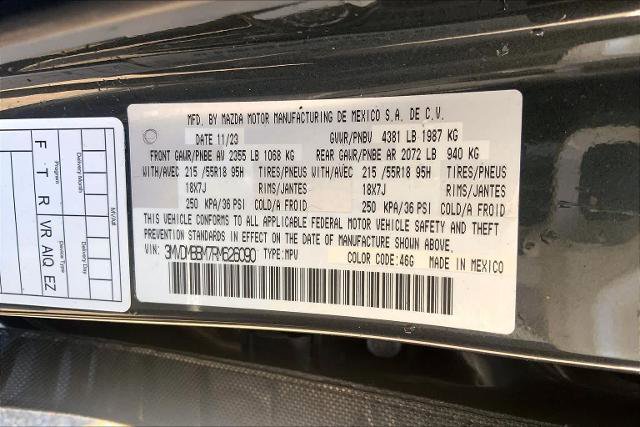 MFD. BY MAZDA MOTOR MANUFACTURING DE MEXICO S.A. DE C.V.
DATE 11/23 GVWR/PNBV 4381 LB 1987 KG
FRONT GAWR/PNBE AV 2355 LB 1068 KG REAR GAWR/PNBE AR 2072 LB 940 KG
WITH/AVEC 215 /55R18 95H TIRES/PNEUS WITH/AVEC 215 /55R18 95H TIRES/PNEUS
18X7J RIMS/JANTES 18X7J RIMS/JANTES
250 KPA/36 PSI COLD/A FROID 250 KPA/36 PSI COLD/A FROID
THIS VEHICLE CONFORMS TO ALL APPLICABLE FEDERAL MOTOR VEHICLE SAFETY AND THEFT
PREVENTION STANDARDS IN EFFECT ON THE DATE OF MANUFACTURE SHOWN ABOVE.
VIN: 3MVDMBBM7RM626090 TYPE:MPV COLOR CODE:46G MADE IN MEXICO
MVA#
Program
F T R VR AIQ EZ
Delivery Date: